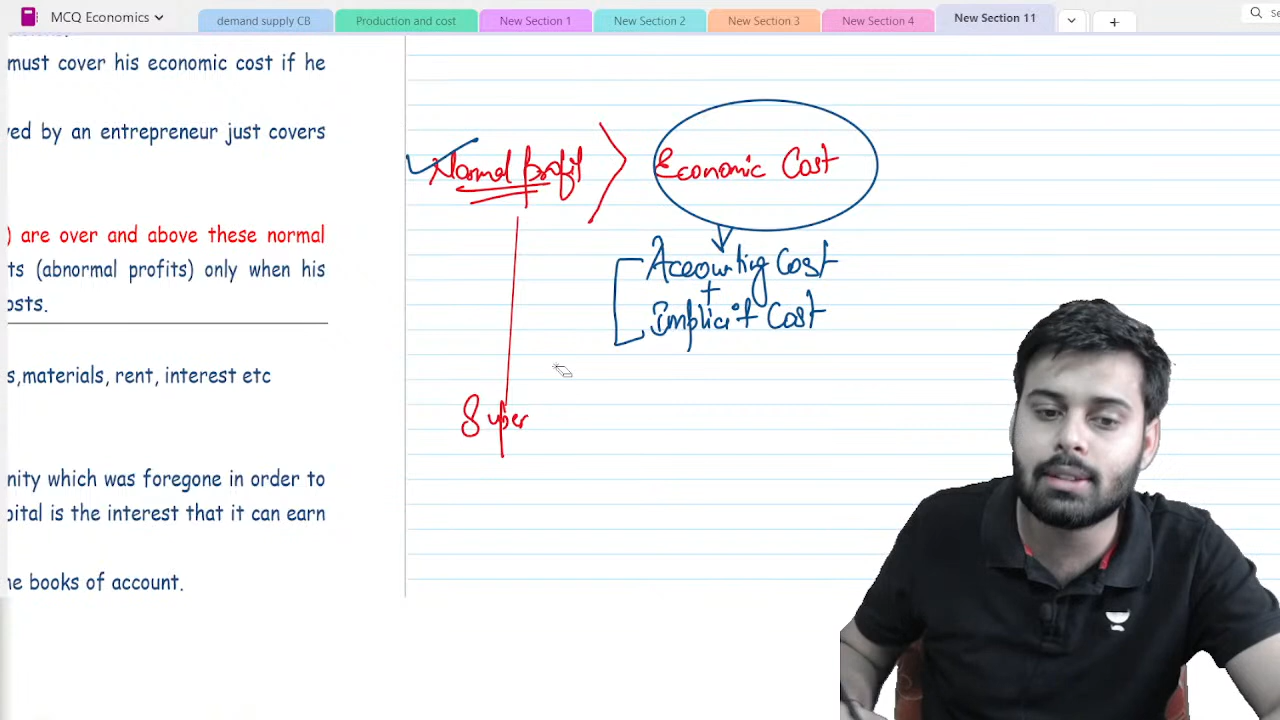 MCQ Economics
demand supply CB
Production and cost
New Section 1
New Section 2
New Section 3
New Section 4
New Section 11
must cover his economic cost if he
ved by an entrepreneur just covers
) are over and above these normal
ts (abnormal profits) only when his
osts.
s,materials, rent, interest etc
nity which was foregone in order to
pital is the interest that it can earn
he books of account.
Normal profit > Economic Cost
Accounting Cost
+
Implicit Cost
Super